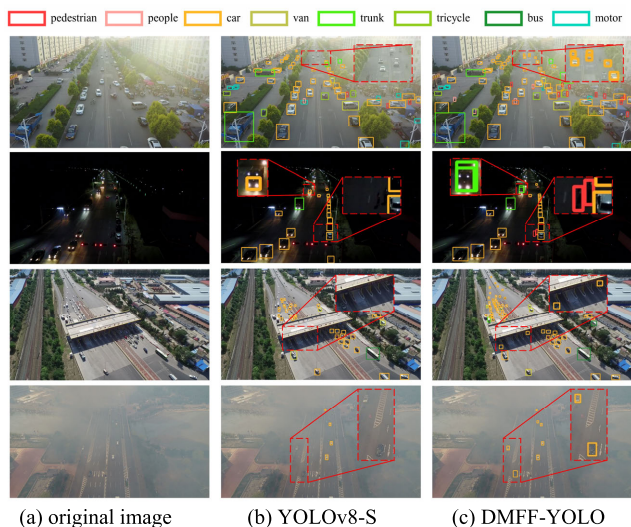 pedestrian people car van trunk tricycle bus motor
(a) original image (b) YOLOv8-S (c) DMFF-YOLO